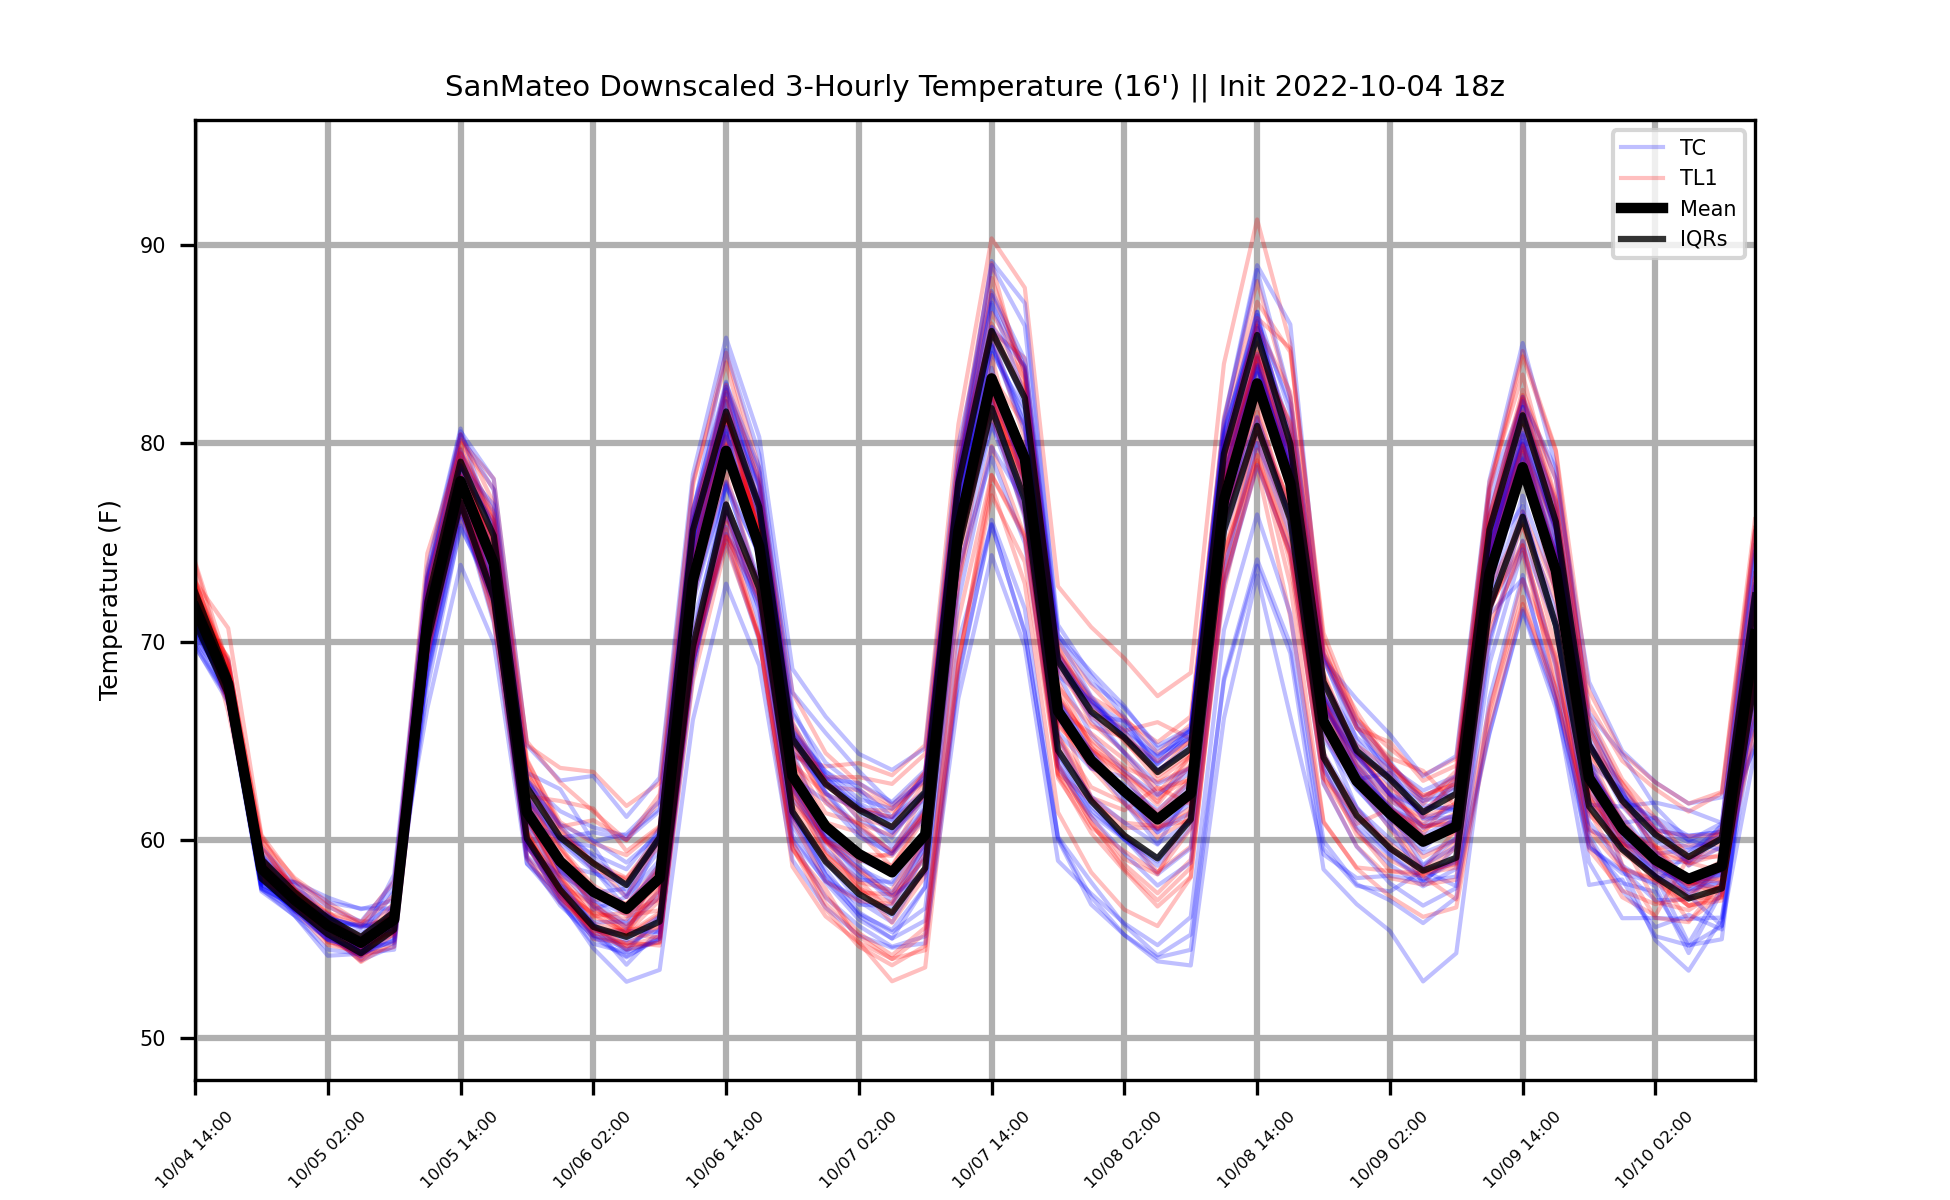 SanMateo Downscaled 3-Hourly Temperature (16') || Init 2022-10-04 18z
TC
TL1
Mean
IQRs
Temperature (F)
90
80
70
60
50
10/04 14:00
10/05 02:00
10/05 14:00
10/06 02:00
10/06 14:00
10/07 02:00
10/07 14:00
10/08 02:00
10/08 14:00
10/09 02:00
10/09 14:00
10/10 02:00